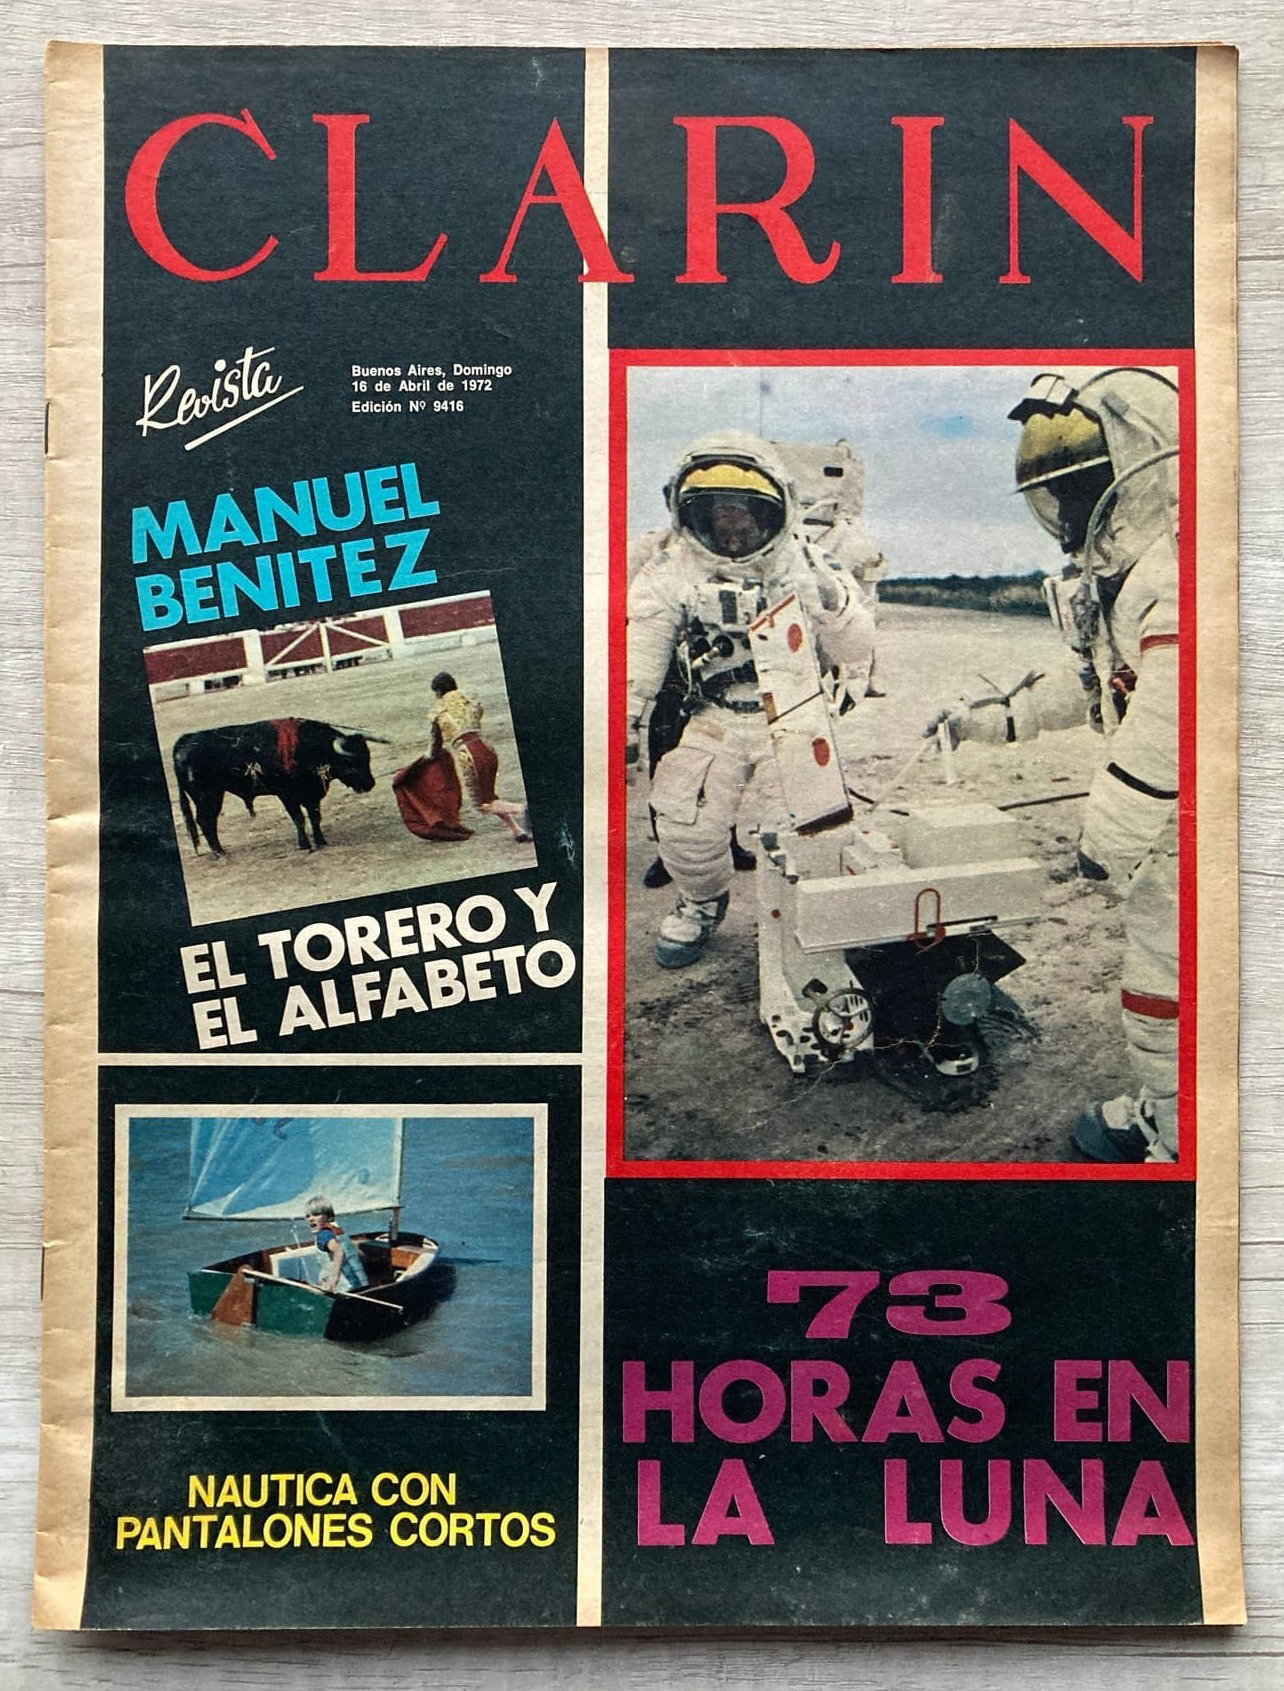 CLARIN
Revista
Buenos Aires, Domingo
16 de Abril de 1972
Edición Nº 9416
MANUEL
BENITEZ
EL TORERO Y
EL ALFABETO
NAUTICA CON
PANTALONES CORTOS
73
HORAS EN
LA LUNA